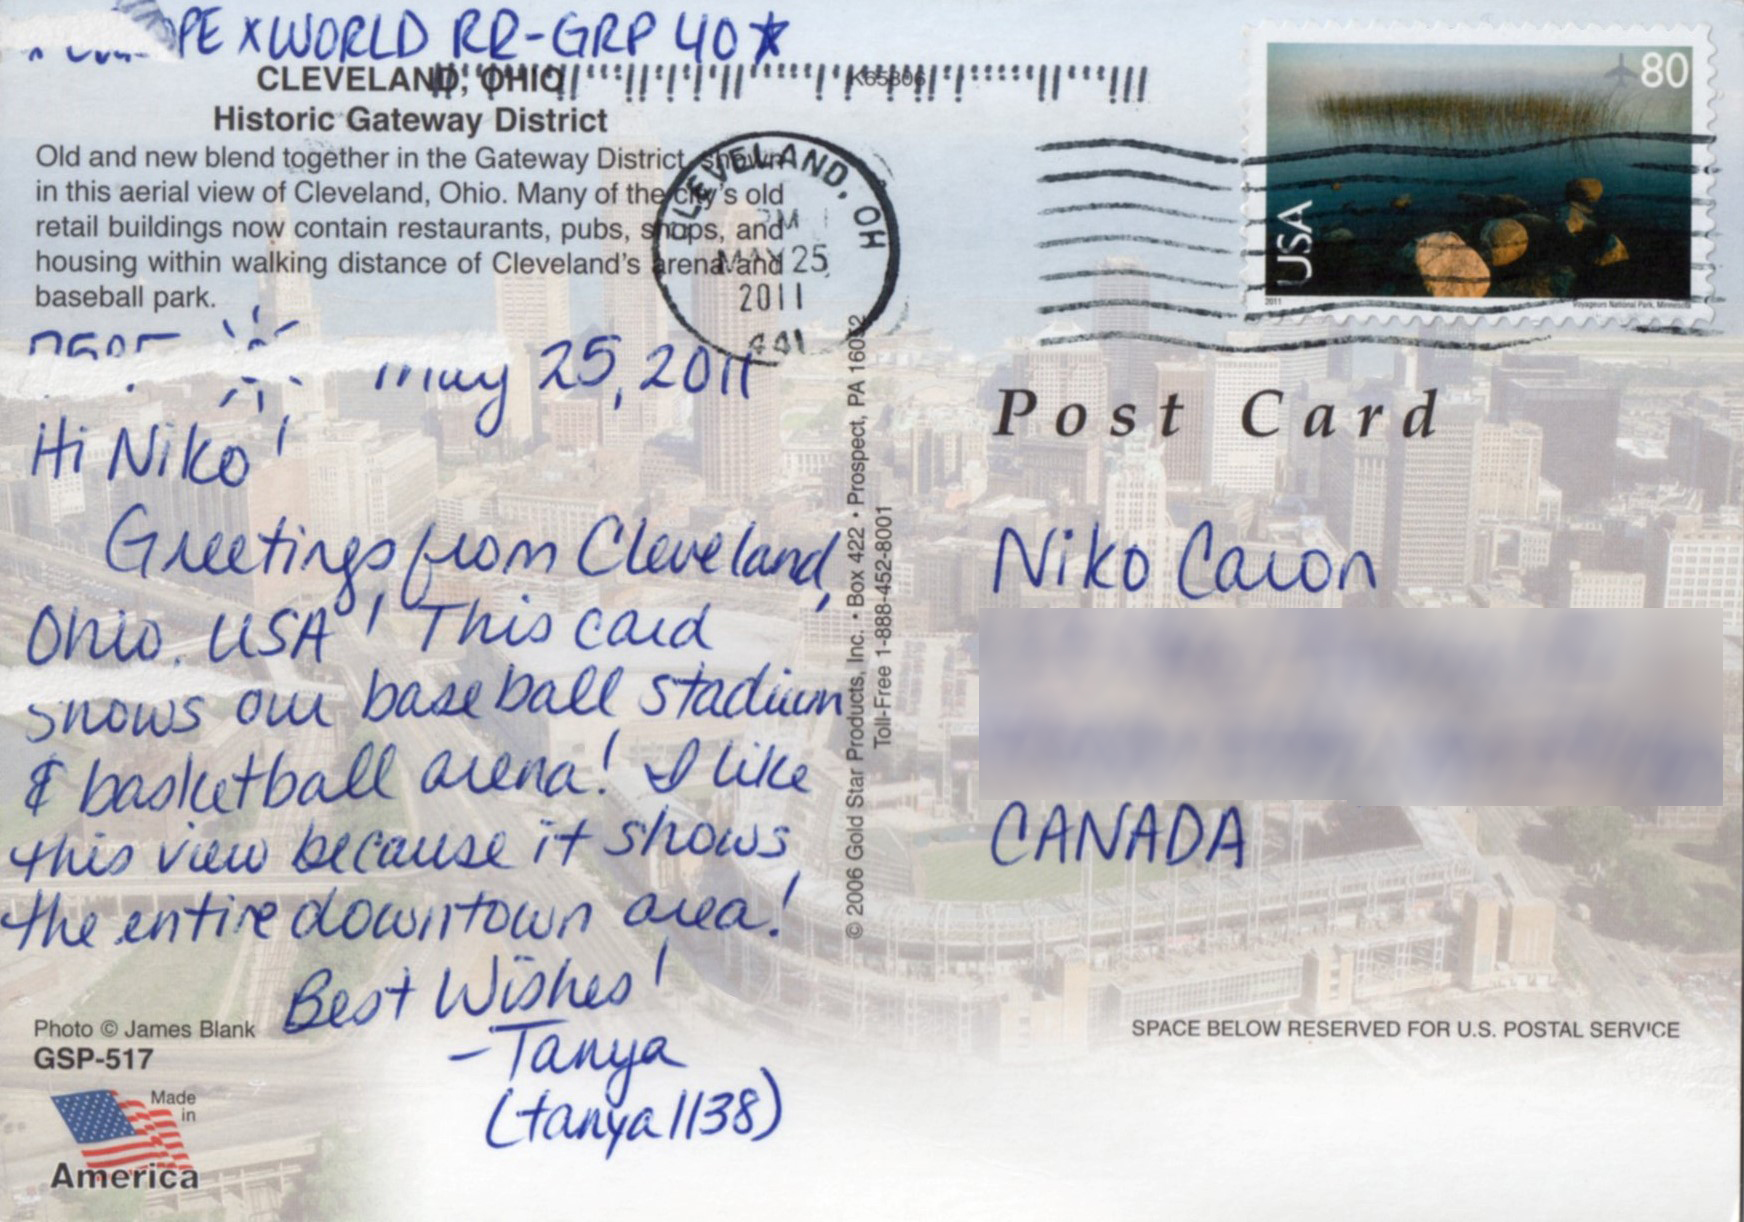 PE x WORLD RR-GRP 40★
CLEVELAND, OHIO
K65806
Historic Gateway District
Old and new blend together in the Gateway District, shown
in this aerial view of Cleveland, Ohio. Many of the city's old
retail buildings now contain restaurants, pubs, shops, and
housing within walking distance of Cleveland's arena and
baseball park.
CLEVELAND, OH
PM
MAY 25
2011
441
80
USA
2011
Voyageurs National Park, Minnesota
May 25, 2011
Hi Niko!
Greetings from Cleveland,
Ohio, USA! This card
shows our baseball stadium
& basketball arena! I like
this view because it shows
the entire downtown area!
Best Wishes!
-Tanya
(tanya1138)
Photo © James Blank
GSP-517
Made
in
America
© 2006 Gold Star Products, Inc. • Box 422 • Prospect, PA 16052
Toll-Free 1-888-452-8001
Post Card
Niko Caron
CANADA
SPACE BELOW RESERVED FOR U.S. POSTAL SERVICE